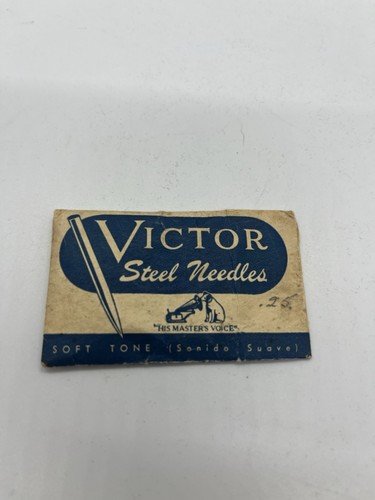 VICTOR
Steel Needles
.25
"HIS MASTER'S VOICE"
SOFT TONE (Sonido Suave)